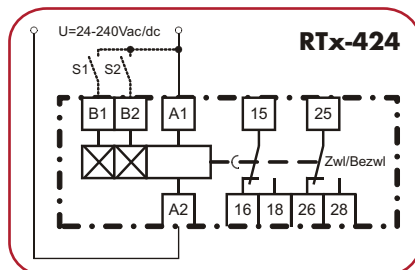 U=24-240Vac/dc
RTx-424
S1 S2
B1 B2 A1 15 25
Zwl/Bezwl
A2 16 18 26 28